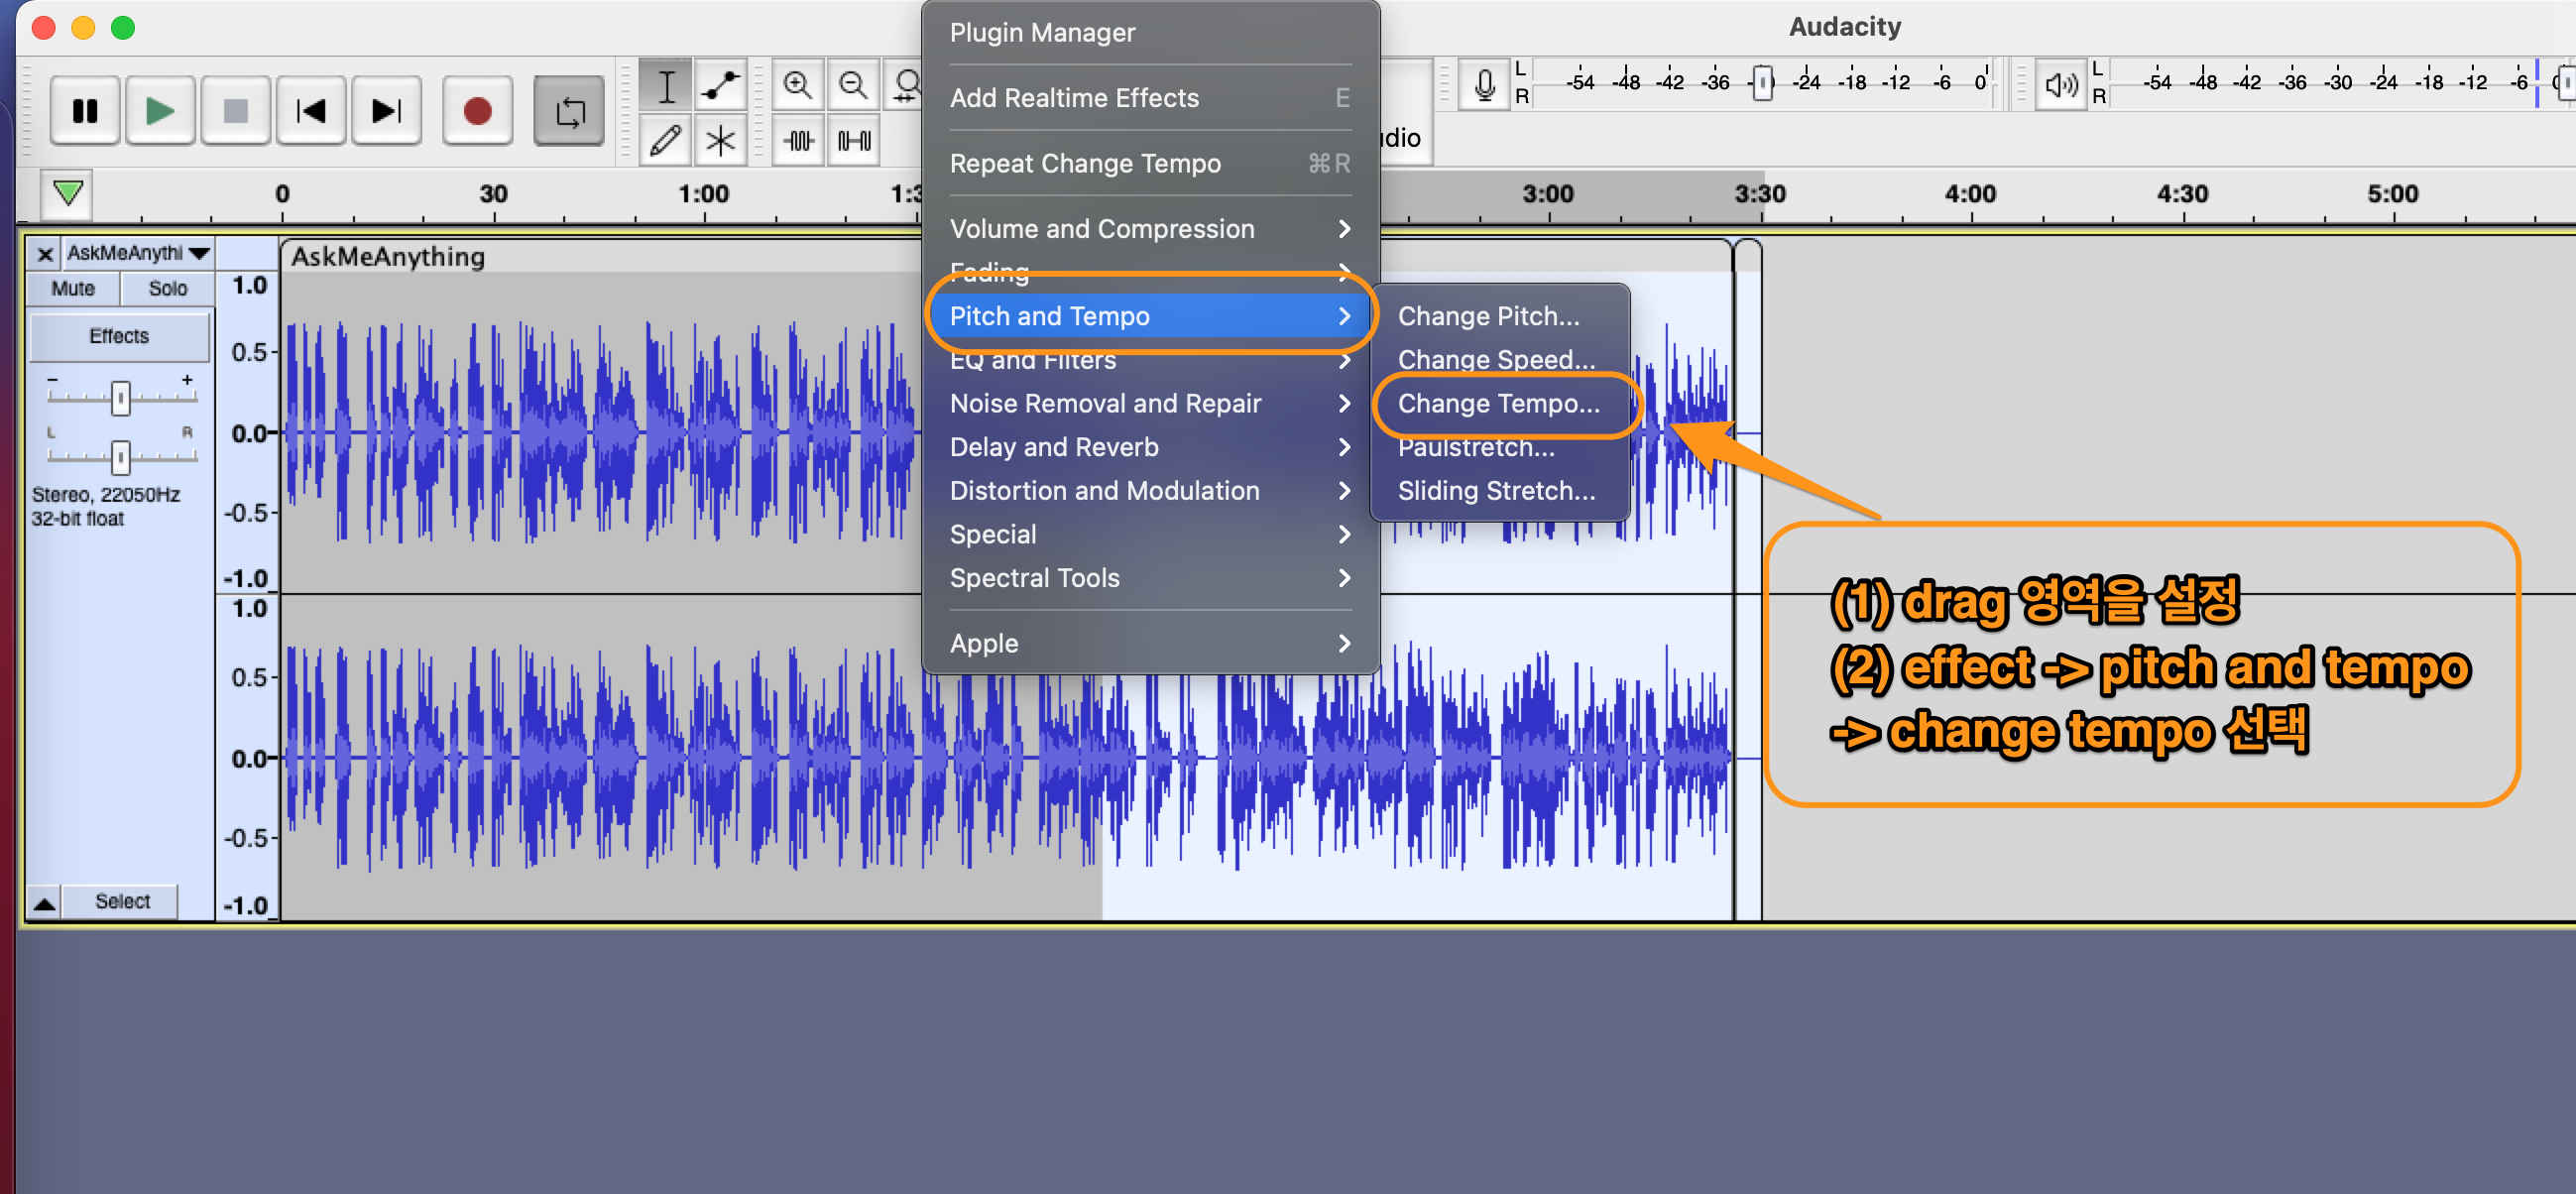 Audacity
Plugin Manager
Add Realtime Effects E
Repeat Change Tempo ⌘R
Volume and Compression
Fading
Pitch and Tempo
EQ and Filters
Noise Removal and Repair
Delay and Reverb
Distortion and Modulation
Special
Spectral Tools
Apple
Change Pitch...
Change Speed...
Change Tempo...
Paulstretch...
Sliding Stretch...
L
R
-54 -48 -42 -36 -24 -18 -12 -6 0
L
R
-54 -48 -42 -36 -30 -24 -18 -12 -6
0 30 1:00 3:00 3:30 4:00 4:30 5:00
AskMeAnythi
AskMeAnything
Mute Solo
Effects
- +
L R
Stereo, 22050Hz
32-bit float
Select
1.0
0.5
0.0
-0.5
-1.0
1.0
0.5
0.0
-0.5
-1.0
(1) drag 영역을 설정
(2) effect -> pitch and tempo
-> change tempo 선택